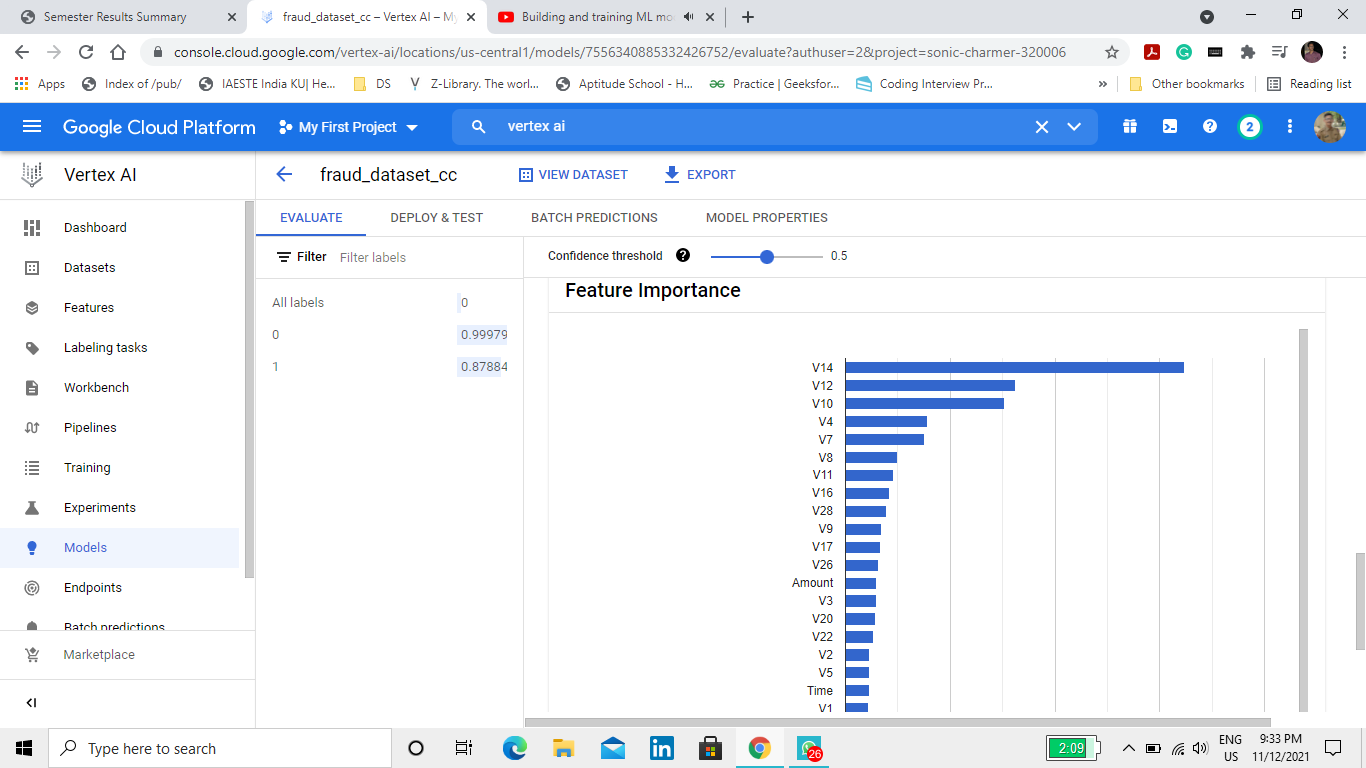 Semester Results Summary
fraud_dataset_cc – Vertex AI – My
Building and training ML mo
console.cloud.google.com/vertex-ai/locations/us-central1/models/7556340885332426752/evaluate?authuser=2&project=sonic-charmer-320006
Apps
Index of /pub/
IAESTE India KU| He...
DS
Z-Library. The worl...
Aptitude School - H...
Practice | Geeksfor...
Coding Interview Pr...
»
Other bookmarks
Reading list
Google Cloud Platform
My First Project
vertex ai
2
Vertex AI
fraud_dataset_cc
VIEW DATASET
EXPORT
EVALUATE
DEPLOY & TEST
BATCH PREDICTIONS
MODEL PROPERTIES
Dashboard
Datasets
Features
Labeling tasks
Workbench
Pipelines
Training
Experiments
Models
Endpoints
Batch predictions
Marketplace
Filter Filter labels
All labels 0
0 0.99979
1 0.87884
Confidence threshold 0.5
Feature Importance
V14
V12
V10
V4
V7
V8
V11
V16
V28
V9
V17
V26
Amount
V3
V20
V22
V2
V5
Time
V1
Type here to search
26
2:09
ENG
US
9:33 PM
11/12/2021